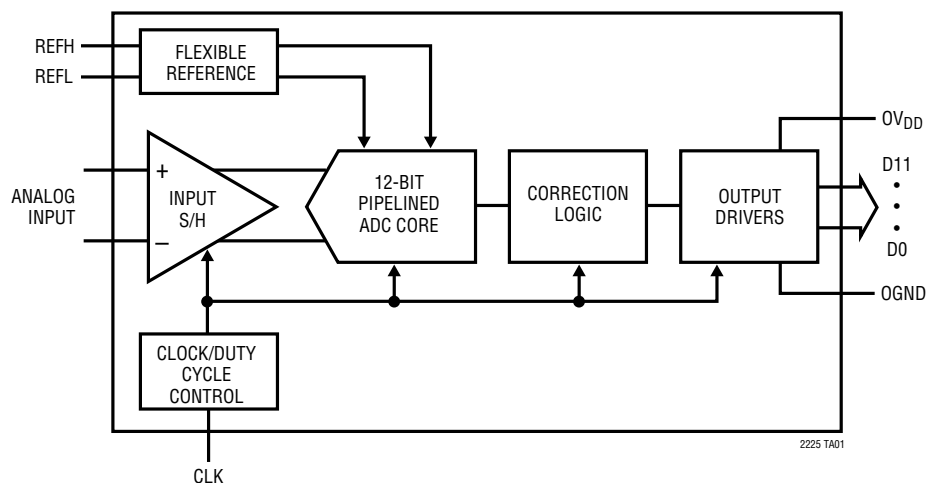 REFH
REFL
FLEXIBLE
REFERENCE
OVDD
D11
D0
OGND
ANALOG
INPUT
+
–
INPUT
S/H
12-BIT
PIPELINED
ADC CORE
CORRECTION
LOGIC
OUTPUT
DRIVERS
CLOCK/DUTY
CYCLE
CONTROL
CLK
2225 TA01